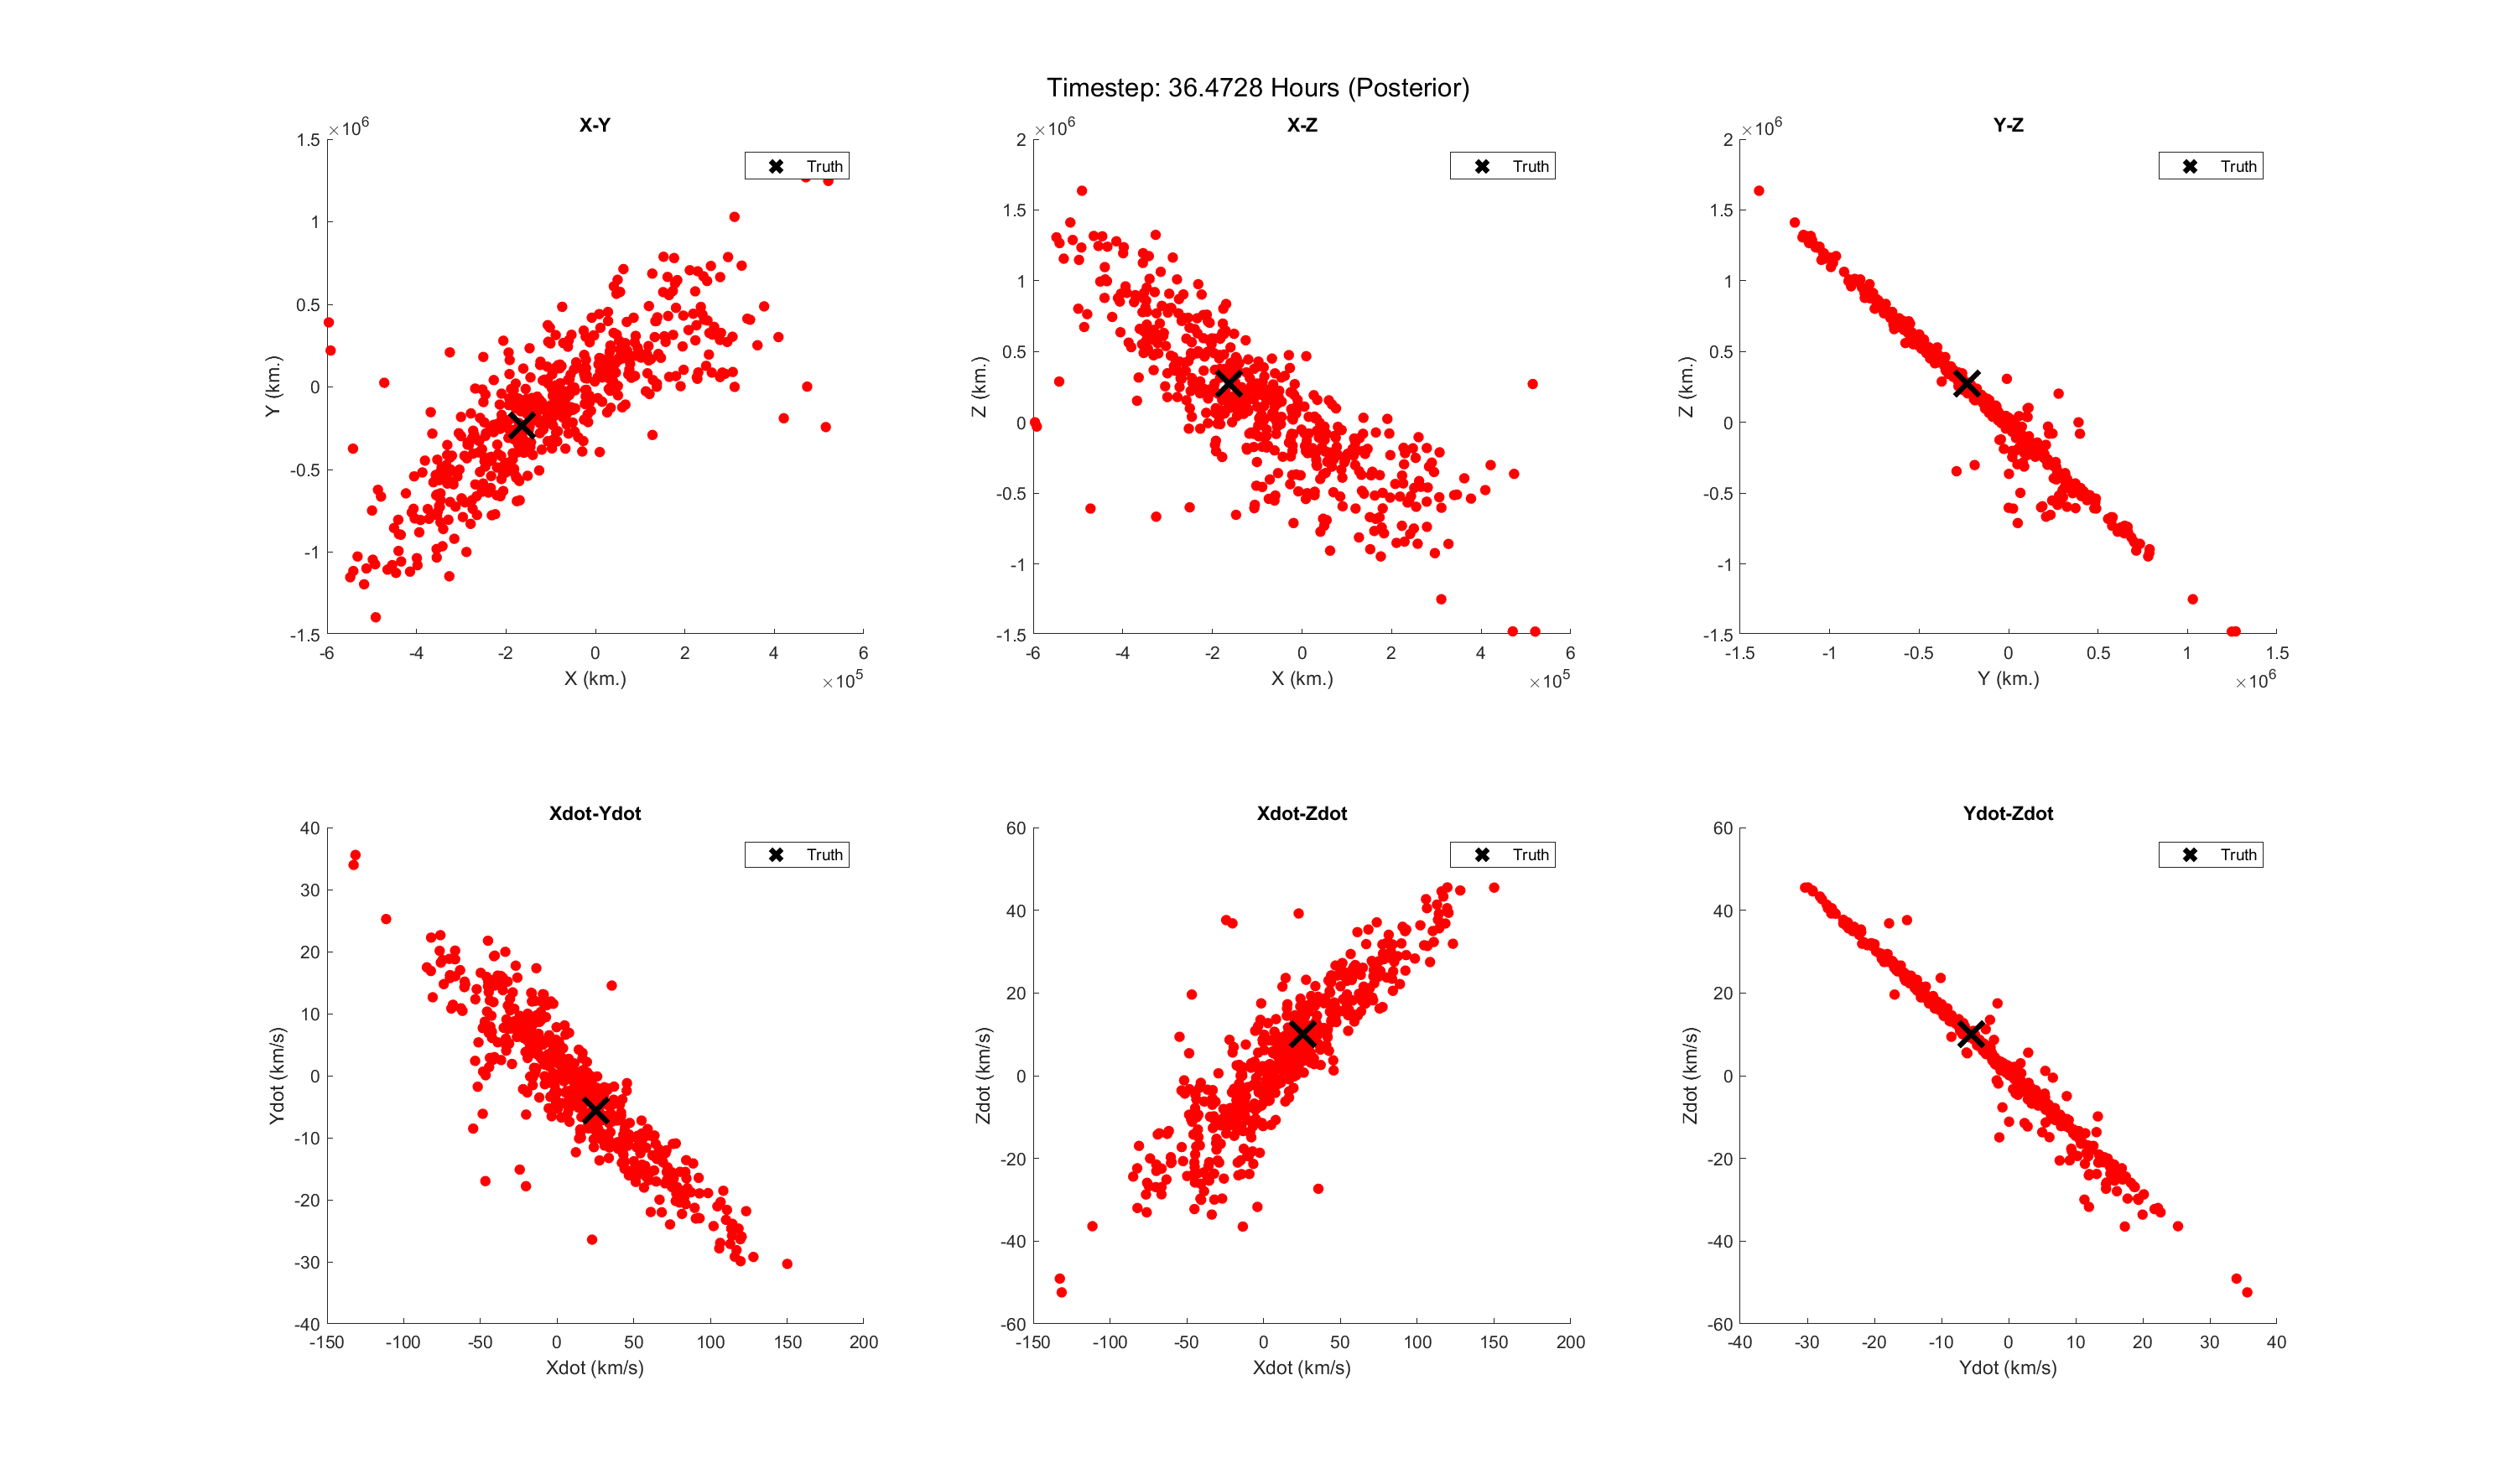 Timestep: 36.4728 Hours (Posterior)
X-Y
×10^6
1.5
1
0.5
0
-0.5
-1
-1.5
-6 -4 -2 0 2 4 6
×10^5
X (km.)
Y (km.)
Truth
X-Z
×10^6
2
1.5
1
0.5
0
-0.5
-1
-1.5
-6 -4 -2 0 2 4 6
×10^5
X (km.)
Z (km.)
Truth
Y-Z
×10^6
2
1.5
1
0.5
0
-0.5
-1
-1.5
-1.5 -1 -0.5 0 0.5 1 1.5
×10^6
Y (km.)
Z (km.)
Truth
Xdot-Ydot
40
30
20
10
0
-10
-20
-30
-40
-150 -100 -50 0 50 100 150 200
Xdot (km/s)
Ydot (km/s)
Truth
Xdot-Zdot
60
40
20
0
-20
-40
-60
-150 -100 -50 0 50 100 150 200
Xdot (km/s)
Zdot (km/s)
Truth
Ydot-Zdot
60
40
20
0
-20
-40
-60
-40 -30 -20 -10 0 10 20 30 40
Ydot (km/s)
Zdot (km/s)
Truth